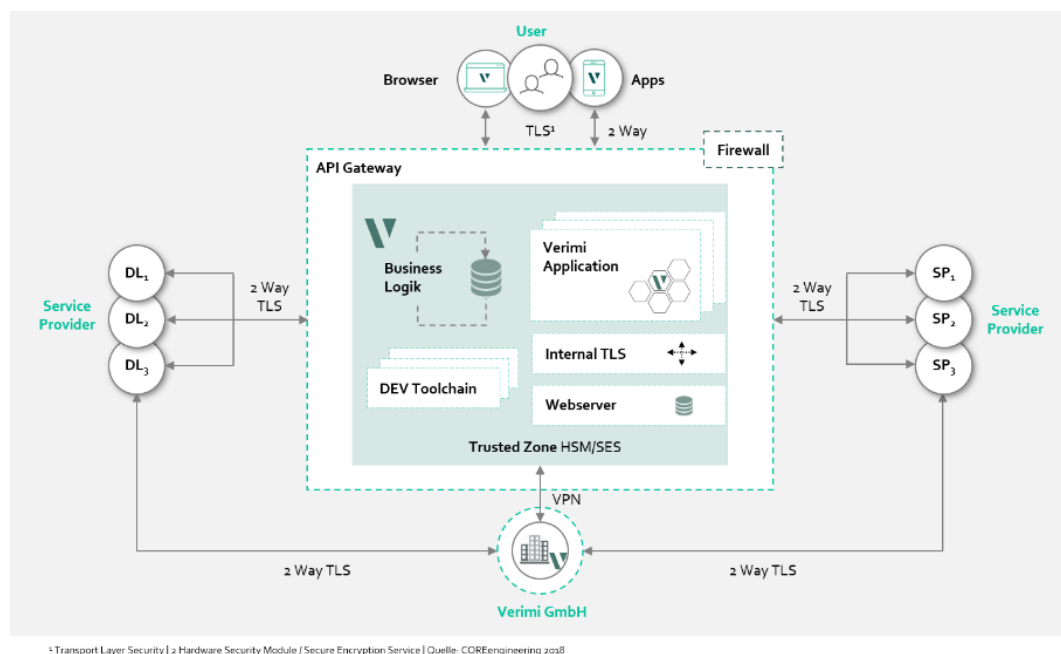 User
Browser
Apps
TLS¹
2 Way
Firewall
API Gateway
Business
Logik
Verimi
Application
DEV Toolchain
Internal TLS
Webserver
Trusted Zone HSM/SES
DL₁
DL₂
DL₃
Service
Provider
2 Way
TLS
2 Way
TLS
SP₁
SP₂
SP₃
Service
Provider
VPN
2 Way TLS
2 Way TLS
Verimi GmbH
¹ Transport Layer Security | 2 Hardware Security Module / Secure Encryption Service | Quelle: COREengineering 2018